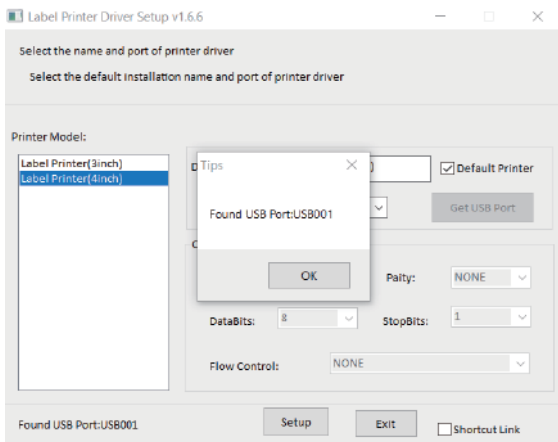 Label Printer Driver Setup v1.6.6
Select the name and port of printer driver
Select the default installation name and port of printer driver
Printer Model:
Label Printer(3inch)
Label Printer(4inch)
Tips
Found USB Port:USB001
OK
Default Printer
Get USB Port
Paity:
NONE
DataBits:
8
StopBits:
1
Flow Control:
NONE
Found USB Port:USB001
Setup
Exit
Shortcut Link